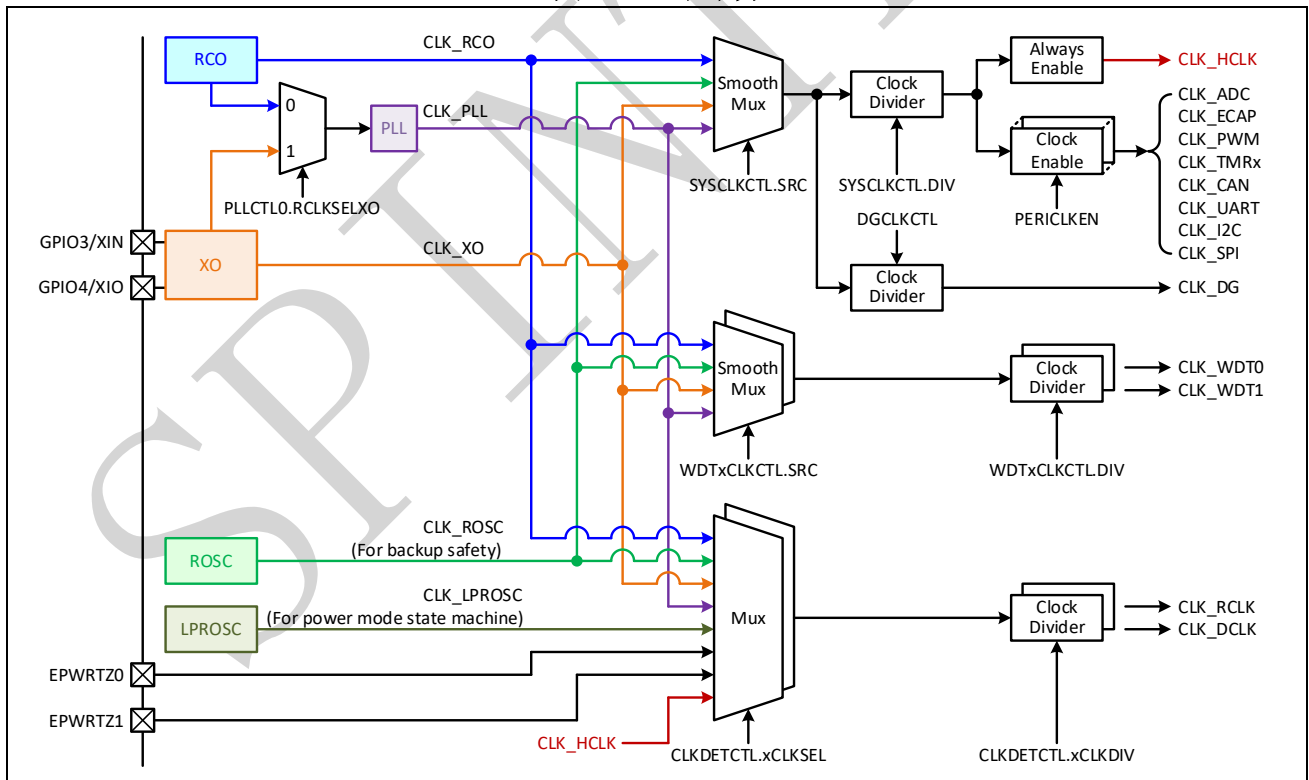 CLK_RCO
RCO
Smooth
Mux
Clock
Divider
Always
Enable
CLK_HCLK
0
1
PLL
CLK_PLL
Clock
Enable
CLK_ADC
CLK_ECAP
CLK_PWM
CLK_TMRx
CLK_CAN
CLK_UART
CLK_I2C
CLK_SPI
PLLCTL0.RCLKSELXO
SYSCLKCTL.SRC
SYSCLKCTL.DIV
PERICLKEN
DGCLKCTL
GPIO3/XIN
GPIO4/XIO
XO
CLK_XO
Clock
Divider
CLK_DG
Smooth
Mux
Clock
Divider
CLK_WDT0
CLK_WDT1
WDTxCLKCTL.SRC
WDTxCLKCTL.DIV
ROSC
CLK_ROSC
(For backup safety)
LPROSC
CLK_LPROSC
(For power mode state machine)
Mux
Clock
Divider
CLK_RCLK
CLK_DCLK
EPWRTZ0
EPWRTZ1
CLK_HCLK
CLKDETCTL.xCLKSEL
CLKDETCTL.xCLKDIV